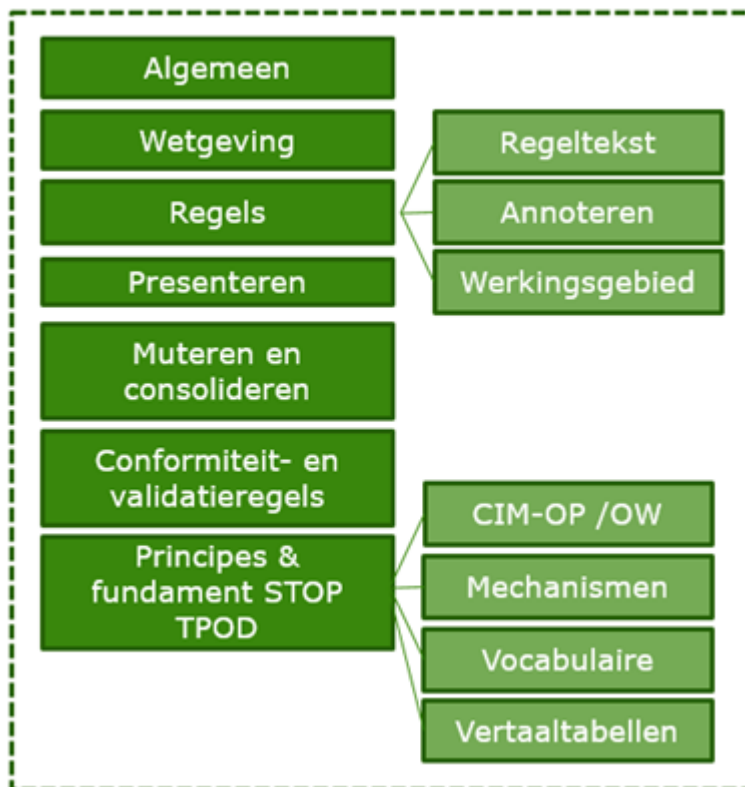 Algemeen
Wetgeving
Regels
Regeltekst
Annoteren
Werkingsgebied
Presenteren
Muteren en
consolideren
Conformiteit- en
validatieregels
Principes &
fundament STOP
TPOD
CIM-OP /OW
Mechanismen
Vocabulaire
Vertaaltabellen